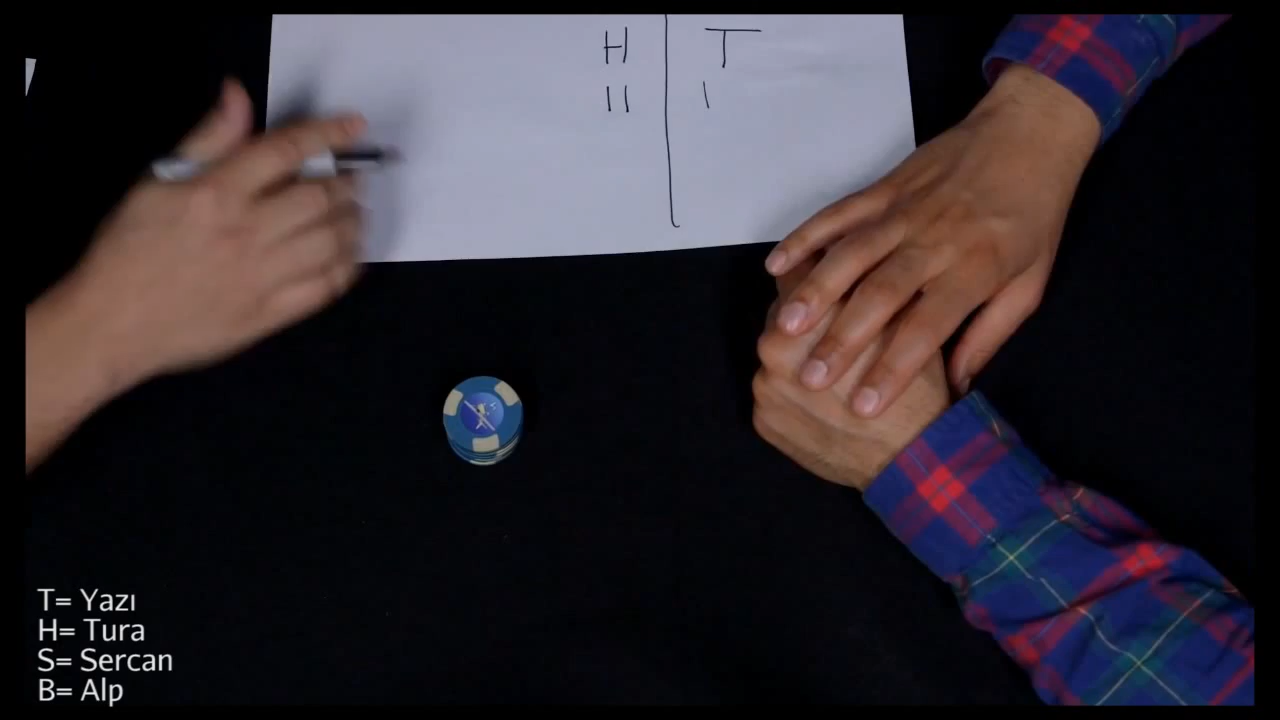 H T
II I
T= Yazı
H= Tura
S= Sercan
B= Alp